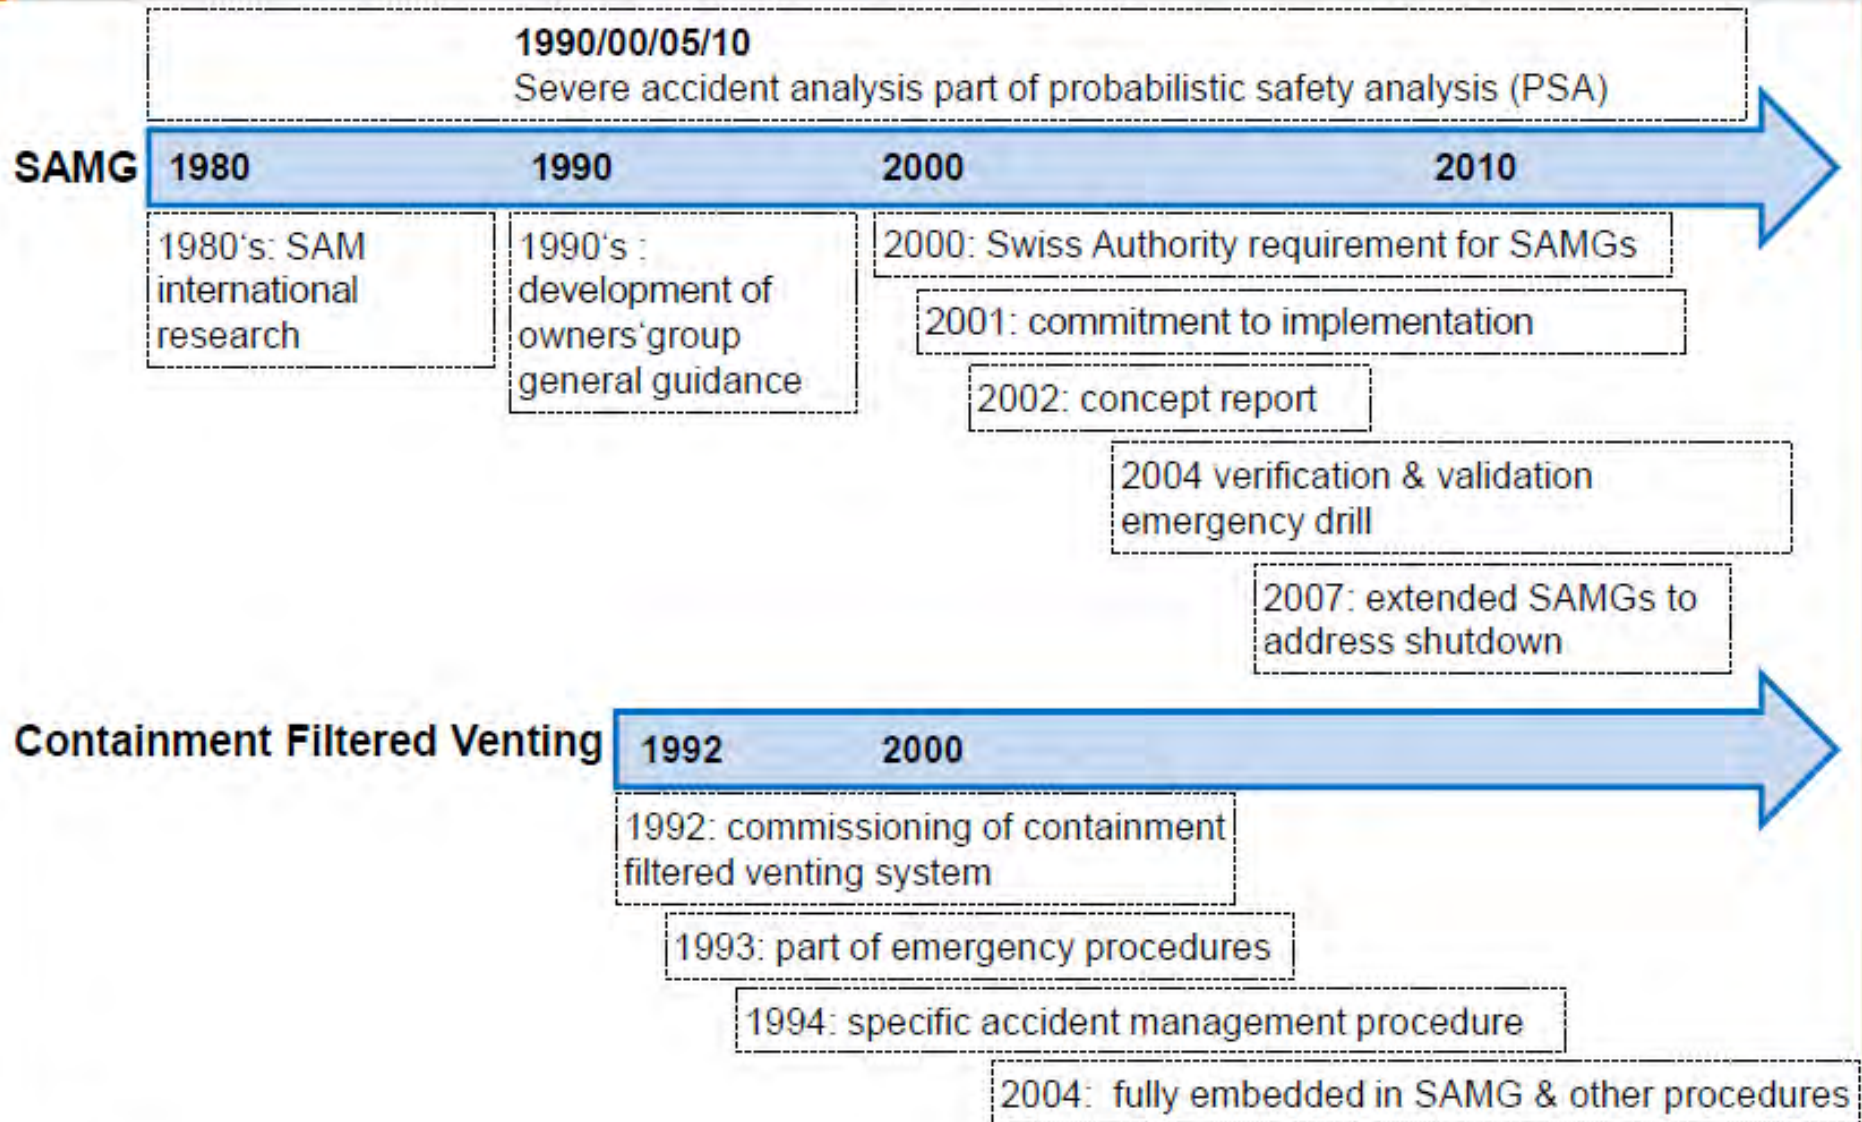 1990/00/05/10
Severe accident analysis part of probabilistic safety analysis (PSA)
SAMG 1980 1990 2000 2010
1980‘s: SAM
international
research
1990‘s :
development of
owners‘group
general guidance
2000: Swiss Authority requirement for SAMGs
2001: commitment to implementation
2002: concept report
2004 verification & validation
emergency drill
2007: extended SAMGs to
address shutdown
Containment Filtered Venting 1992 2000
1992: commissioning of containment
filtered venting system
1993: part of emergency procedures
1994: specific accident management procedure
2004: fully embedded in SAMG & other procedures